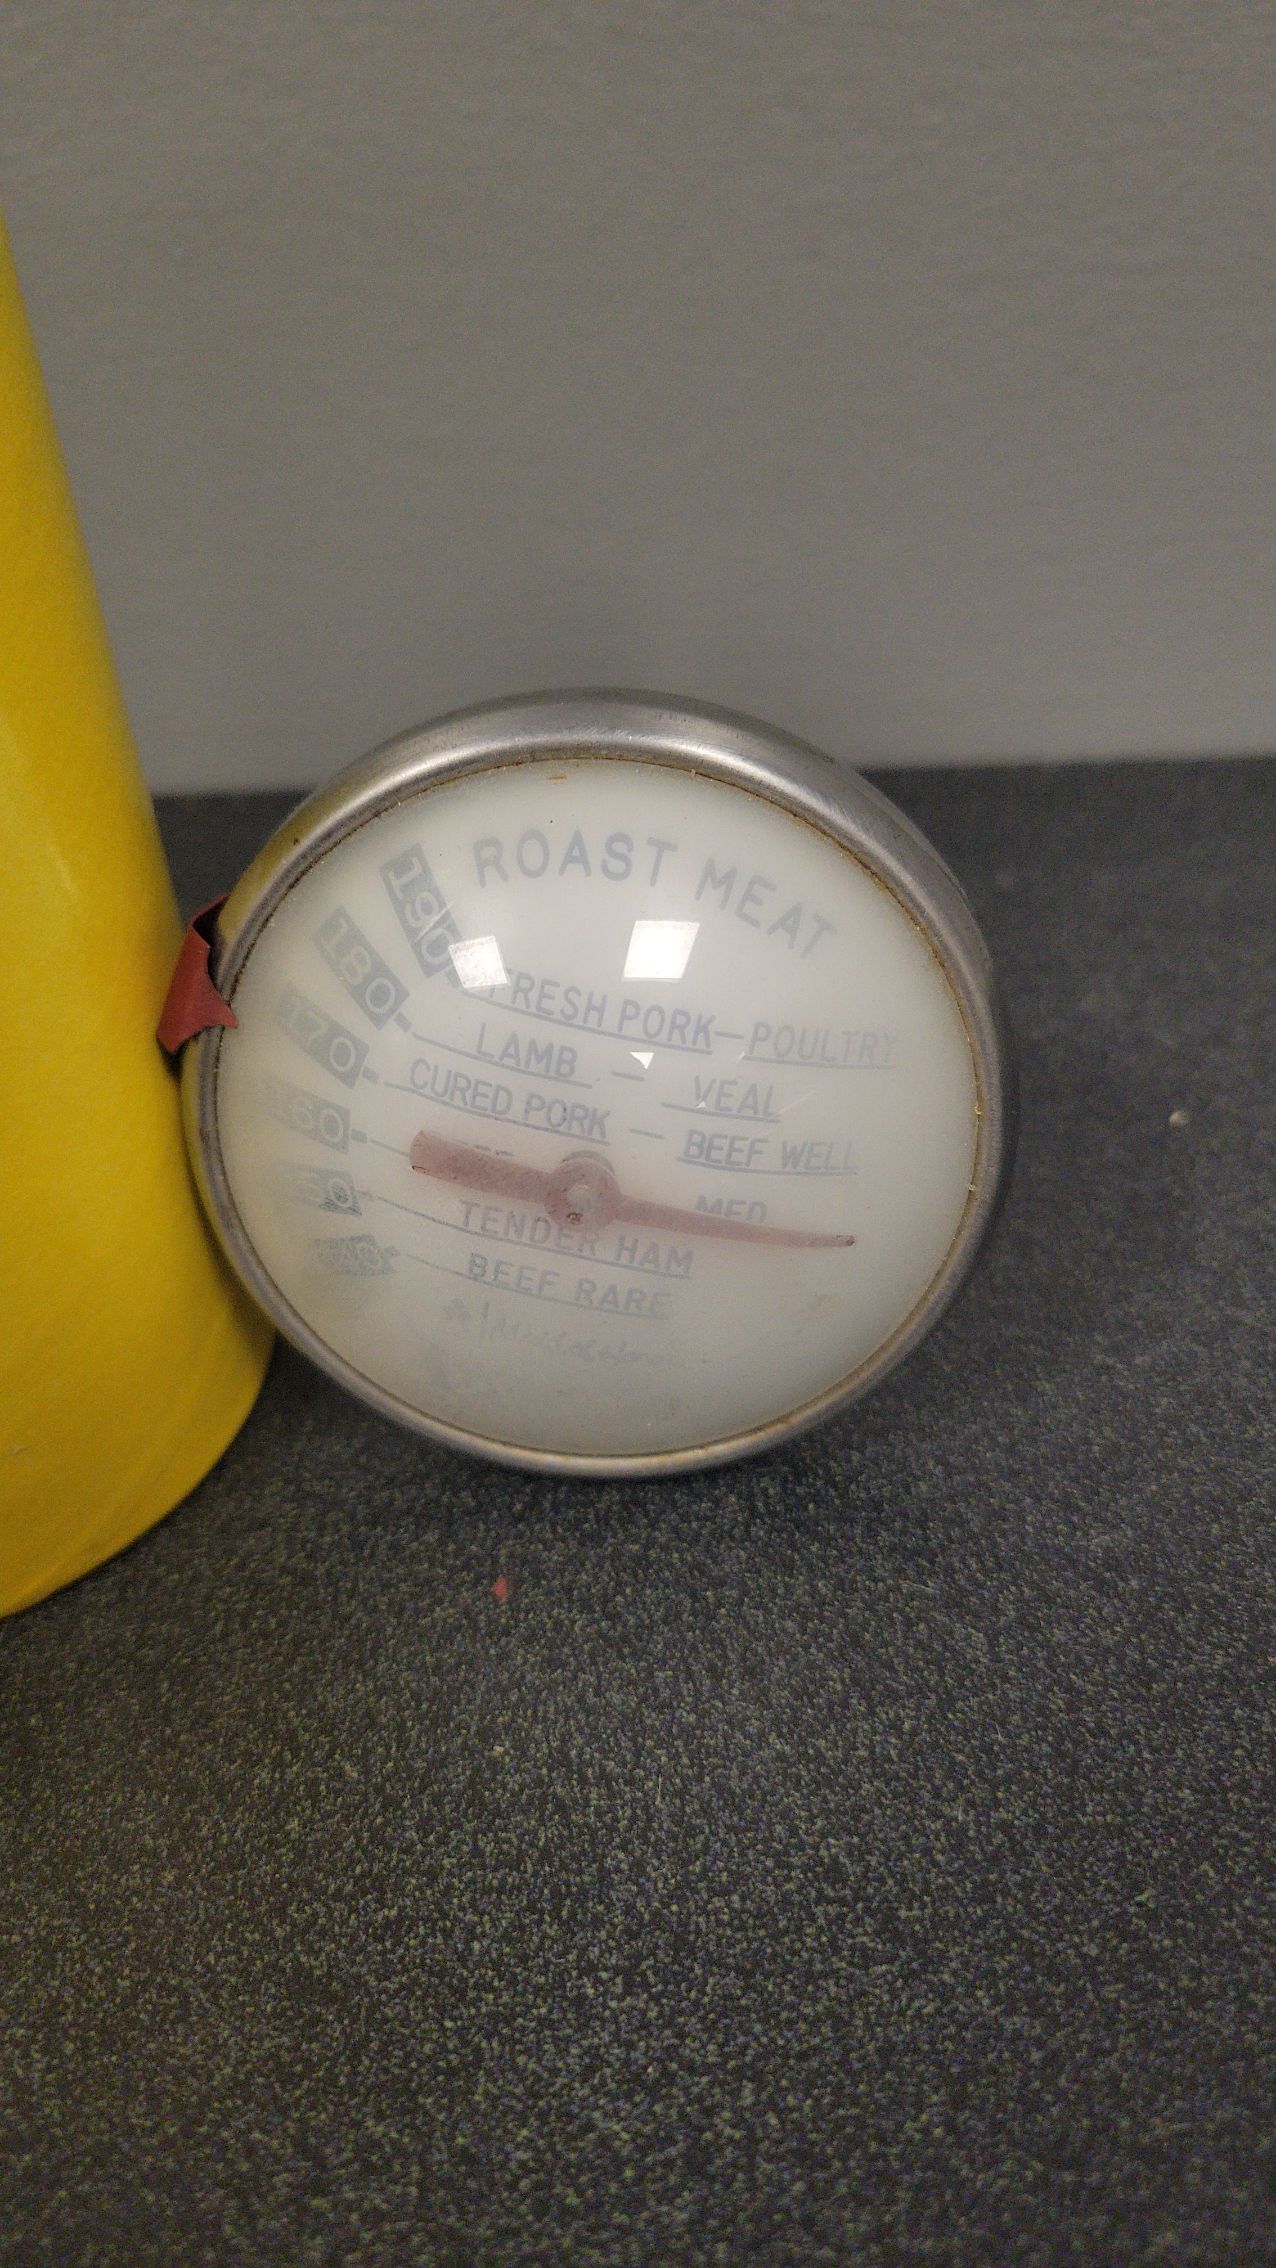 ROAST MEAT
190 FRESH PORK-POULTRY
180- LAMB - VEAL
170- CURED PORK - BEEF WELL
160- MED
TENDER HAM
BEEF RARE